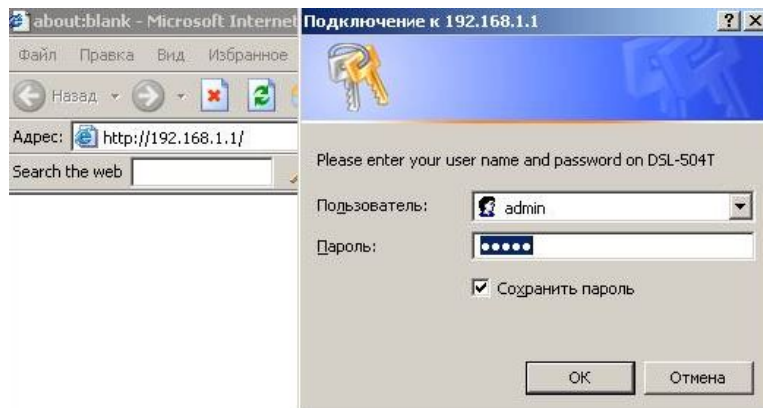 about:blank - Microsoft Internet
Файл Правка Вид Избранное
Назад
Адрес: http://192.168.1.1/
Search the web
Подключение к 192.168.1.1
Please enter your user name and password on DSL-504T
Пользователь: admin
Пароль: •••••
Сохранить пароль
OK Отмена